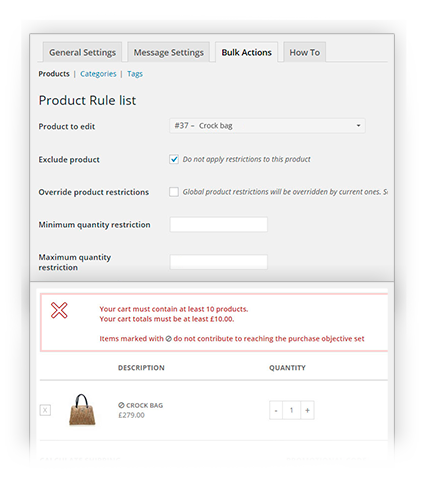 General Settings Message Settings Bulk Actions How To
Products | Categories | Tags
Product Rule list
Product to edit #37 – Crock bag
Exclude product Do not apply restrictions to this product
Override product restrictions Global product restrictions will be overridden by current ones.
Minimum quantity restriction
Maximum quantity
restriction
Your cart must contain at least 10 products.
Your cart totals must be at least £10.00.
Items marked with ⊘ do not contribute to reaching the purchase objective set
DESCRIPTION QUANTITY
X ⊘ CROCK BAG
£279.00
- 1 +